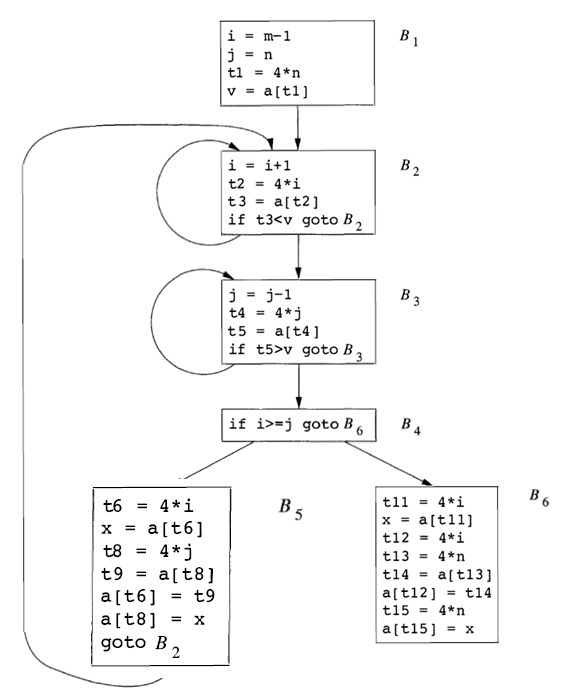 i = m-1
j = n
t1 = 4*n
v = a[t1]
B1
i = i+1
t2 = 4*i
t3 = a[t2]
if t3<v goto B2
B2
j = j-1
t4 = 4*j
t5 = a[t4]
if t5>v goto B3
B3
if i>=j goto B6
B4
t6 = 4*i
x = a[t6]
t8 = 4*j
t9 = a[t8]
a[t6] = t9
a[t8] = x
goto B2
B5
t11 = 4*i
x = a[t11]
t12 = 4*i
t13 = 4*n
t14 = a[t13]
a[t12] = t14
t15 = 4*n
a[t15] = x
B6